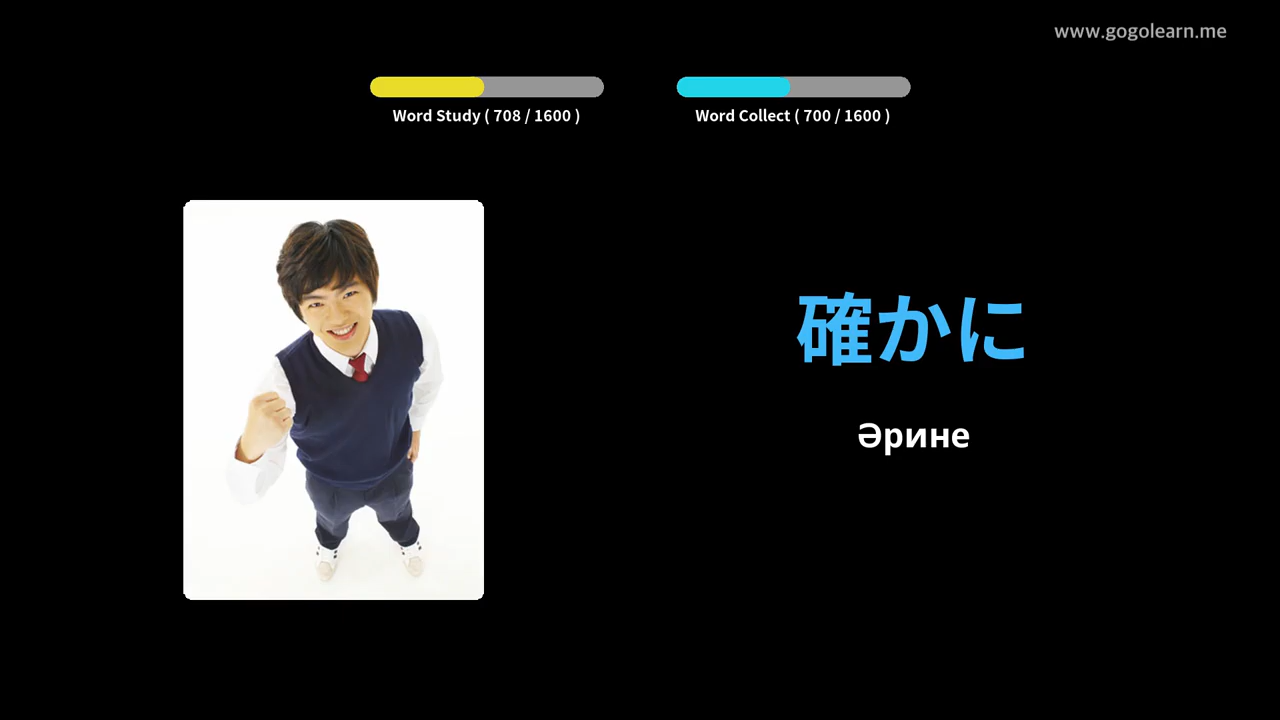 www.gogolearn.me
Word Study ( 708 / 1600 )
Word Collect ( 700 / 1600 )
確かに
Әрине